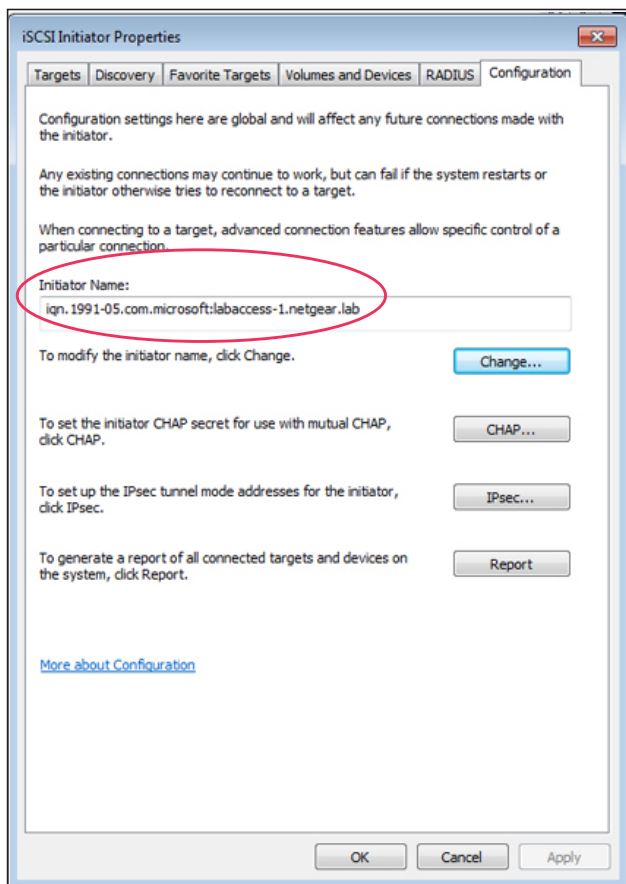 iSCSI Initiator Properties
Targets Discovery Favorite Targets Volumes and Devices RADIUS Configuration
Configuration settings here are global and will affect any future connections made with
the initiator.
Any existing connections may continue to work, but can fail if the system restarts or
the initiator otherwise tries to reconnect to a target.
When connecting to a target, advanced connection features allow specific control of a
particular connection.
Initiator Name:
iqn.1991-05.com.microsoft:labaccess-1.netgear.lab
To modify the initiator name, click Change.
Change...
To set the initiator CHAP secret for use with mutual CHAP,
click CHAP.
CHAP...
To set up the IPsec tunnel mode addresses for the initiator,
click IPsec.
IPsec...
To generate a report of all connected targets and devices on
the system, click Report.
Report
More about Configuration
OK Cancel Apply